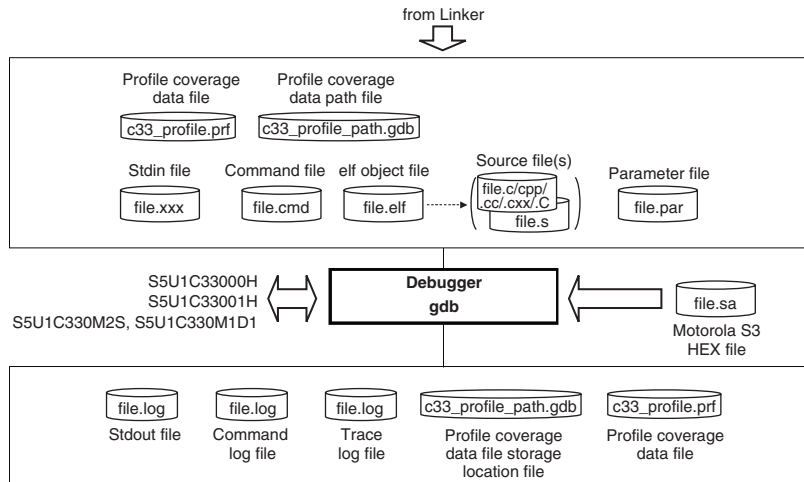 from Linker
Profile coverage
data file
c33_profile.prf
Profile coverage
data path file
c33_profile_path.gdb
Stdin file
file.xxx
Command file
file.cmd
elf object file
file.elf
Source file(s)
file.c/cpp/
.cc/.cxx/.C
file.s
Parameter file
file.par
S5U1C33000H
S5U1C33001H
S5U1C330M2S, S5U1C330M1D1
Debugger
gdb
file.sa
Motorola S3
HEX file
file.log
Stdout file
file.log
Command
log file
file.log
Trace
log file
c33_profile_path.gdb
Profile coverage
data file storage
location file
c33_profile.prf
Profile coverage
data file